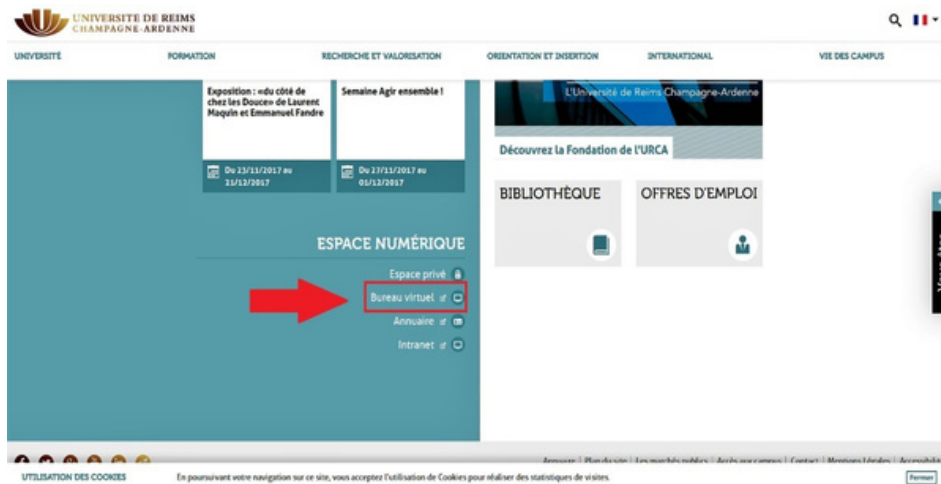 UNIVERSITE DE REIMS
CHAMPAGNE-ARDENNE
UNIVERSITÉ
FORMATION
RECHERCHE ET VALORISATION
ORIENTATION ET INSERTION
INTERNATIONAL
VIE DES CAMPUS
Exposition : «du côté de
chez les Douce» de Laurent
Maquin et Emmanuel Fandre
Du 23/11/2017 au
21/12/2017
Semaine Agir ensemble !
Du 27/11/2017 au
01/12/2017
L'Université de Reims Champagne-Ardenne
Découvrez la Fondation de l'URCA
BIBLIOTHÈQUE
OFFRES D'EMPLOI
ESPACE NUMÉRIQUE
Espace privé
Bureau virtuel
Annuaire
Intranet
Annuaire | Plan du site | Les marchés publics | Accès aux campus | Contact | Mentions Légales |
UTILISATION DES COOKIES
En poursuivant votre navigation sur ce site, vous acceptez l'utilisation de Cookies pour réaliser des statistiques de visites.
Fermer